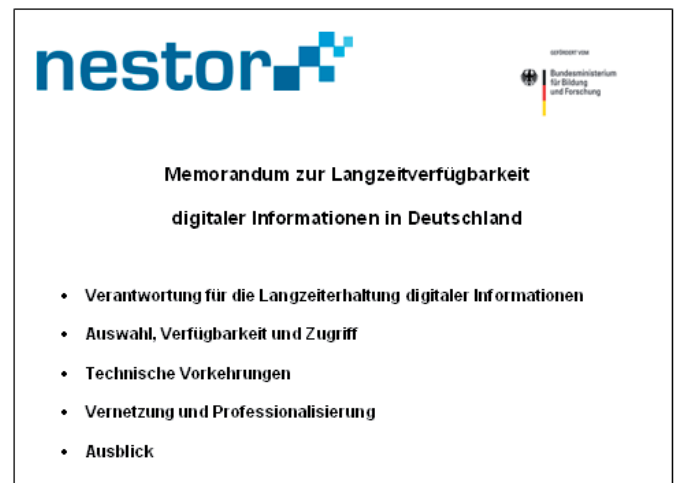 nestor
GEFÖRDERT VOM
Bundesministerium
für Bildung
und Forschung
Memorandum zur Langzeitverfügbarkeit
digitaler Informationen in Deutschland
• Verantwortung für die Langzeiterhaltung digitaler Informationen
• Auswahl, Verfügbarkeit und Zugriff
• Technische Vorkehrungen
• Vernetzung und Professionalisierung
• Ausblick